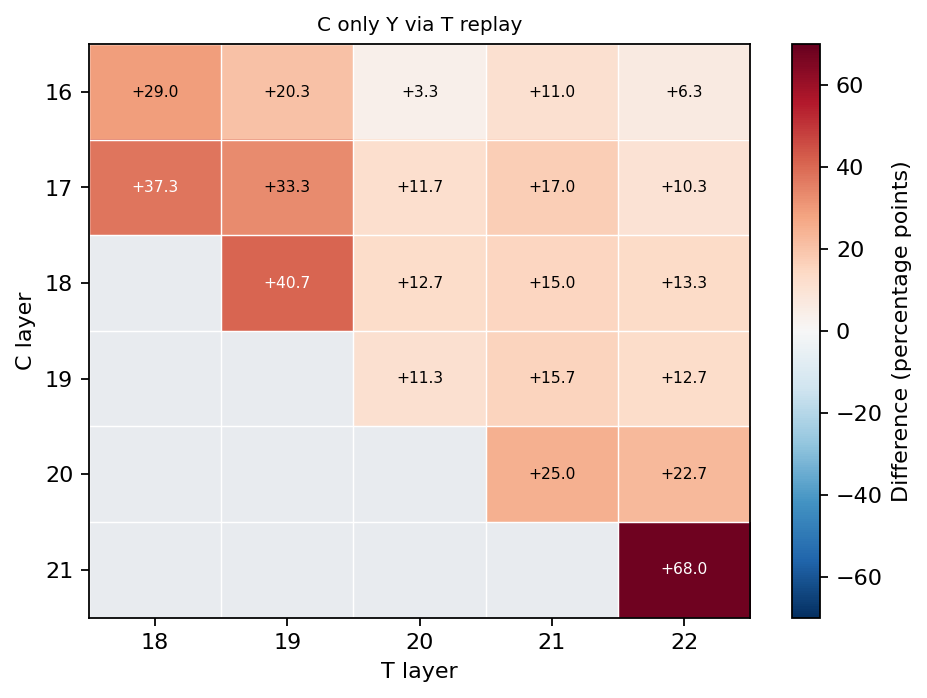 C only Y via T replay
16 +29.0 +20.3 +3.3 +11.0 +6.3
17 +37.3 +33.3 +11.7 +17.0 +10.3
18 +40.7 +12.7 +15.0 +13.3
19 +11.3 +15.7 +12.7
20 +25.0 +22.7
21 +68.0
18 19 20 21 22
T layer
C layer
60
40
20
0
−20
−40
−60
Difference (percentage points)